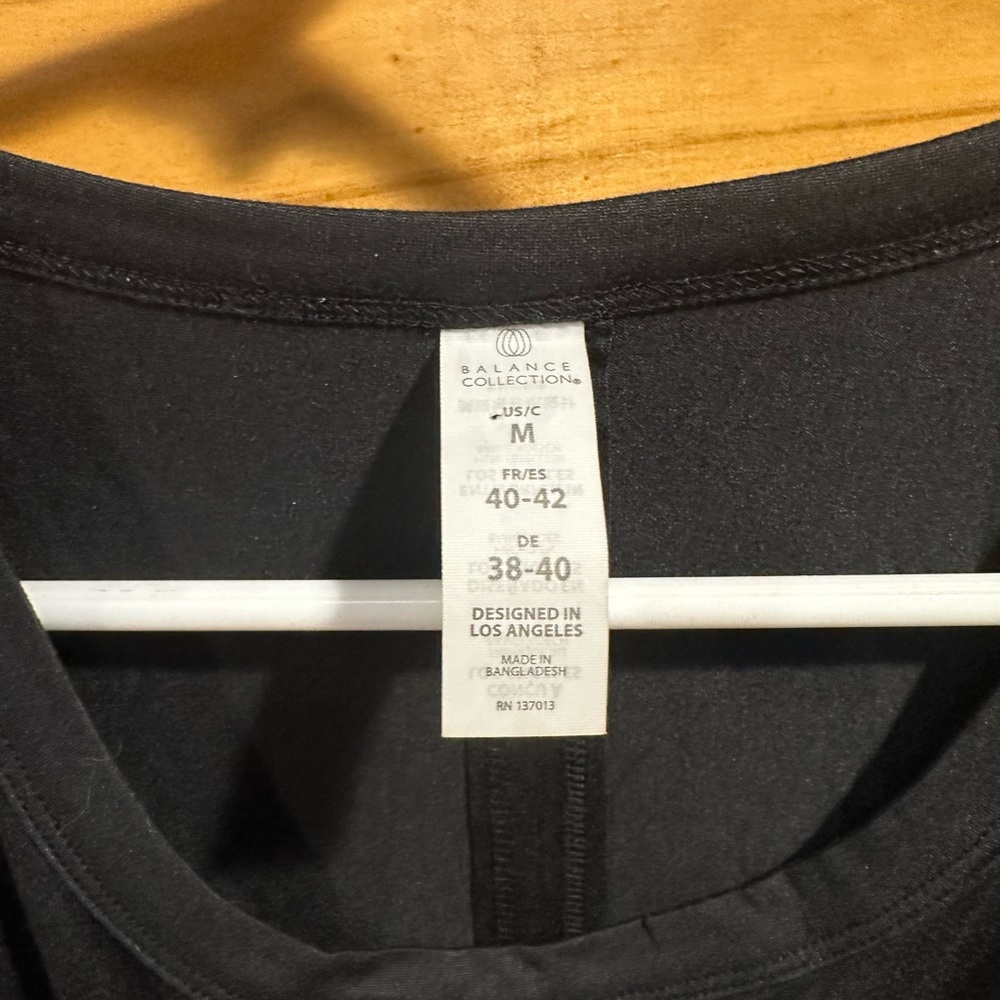 BALANCE
COLLECTION®
US/C
M
FR/ES
40-42
DE
38-40
DESIGNED IN
LOS ANGELES
MADE IN
BANGLADESH
RN 137013